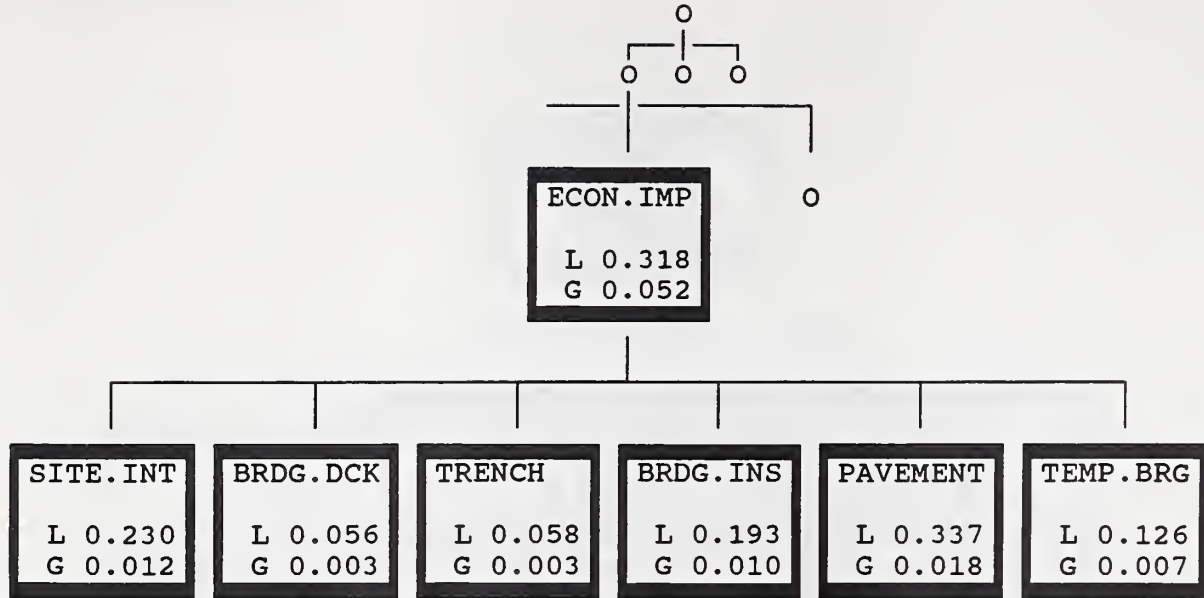 O
O O O
ECON.IMP O
L 0.318
G 0.052
SITE.INT BRDG.DCK TRENCH BRDG.INS PAVEMENT TEMP.BRG
L 0.230 L 0.056 L 0.058 L 0.193 L 0.337 L 0.126
G 0.012 G 0.003 G 0.003 G 0.010 G 0.018 G 0.007